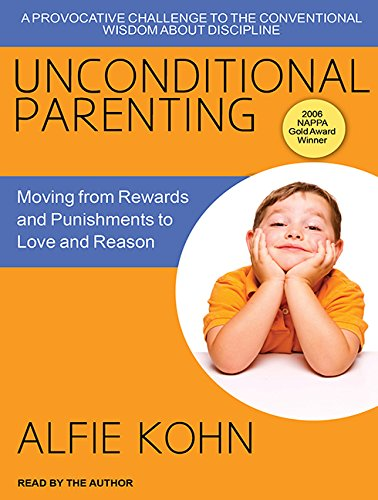 A PROVOCATIVE CHALLENGE TO THE CONVENTIONAL
WISDOM ABOUT DISCIPLINE
UNCONDITIONAL
PARENTING
2006
NAPPA
Gold Award
Winner
Moving from Rewards
and Punishments to
Love and Reason
ALFIE KOHN
READ BY THE AUTHOR